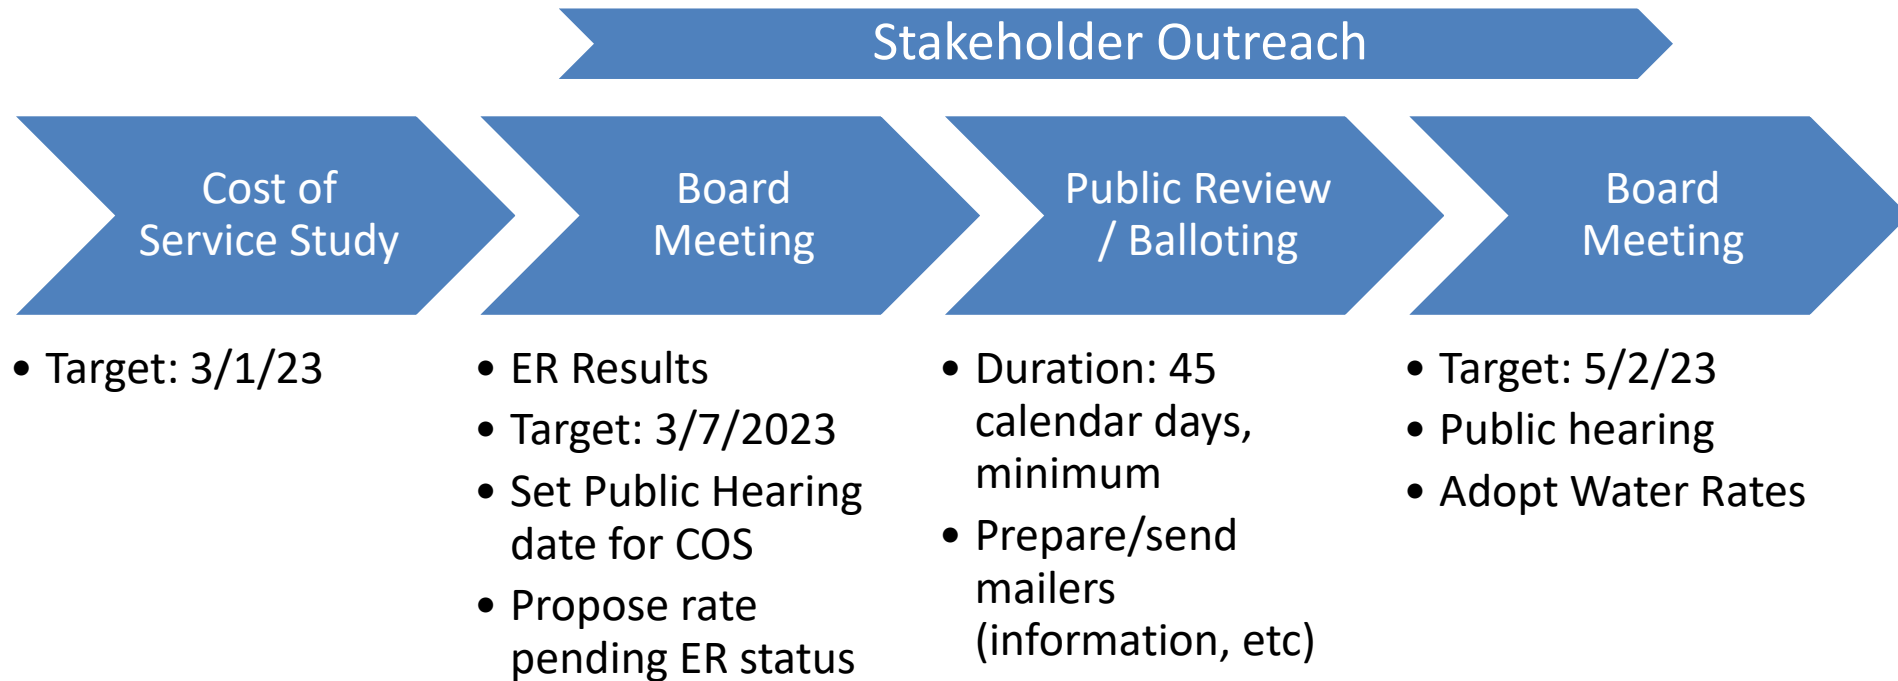 Stakeholder Outreach
Cost of
Service Study
Board
Meeting
Public Review
/ Balloting
Board
Meeting
• Target: 3/1/23
• ER Results
• Target: 3/7/2023
• Set Public Hearing
date for COS
• Propose rate
pending ER status
• Duration: 45
calendar days,
minimum
• Prepare/send
mailers
(information, etc)
• Target: 5/2/23
• Public hearing
• Adopt Water Rates